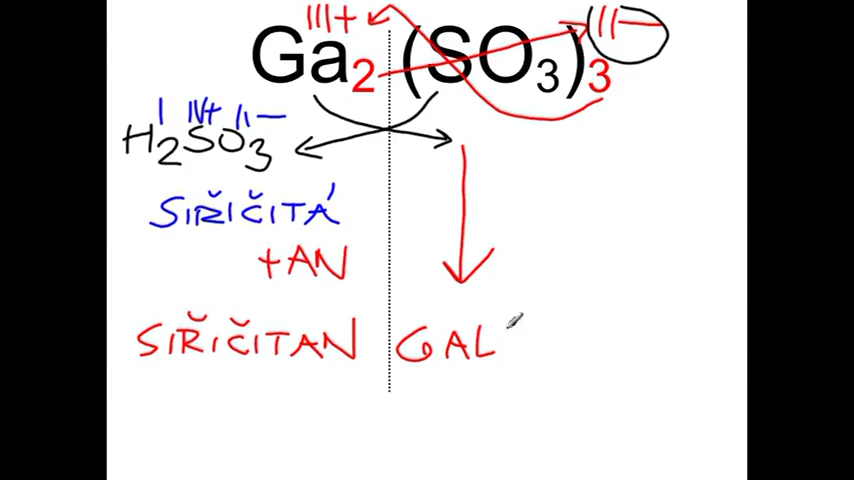 III+ II−
Ga2(SO3)3
I IV+ II−
H2SO3
SIŘIČITÁ
+AN
SIŘIČITAN GAL